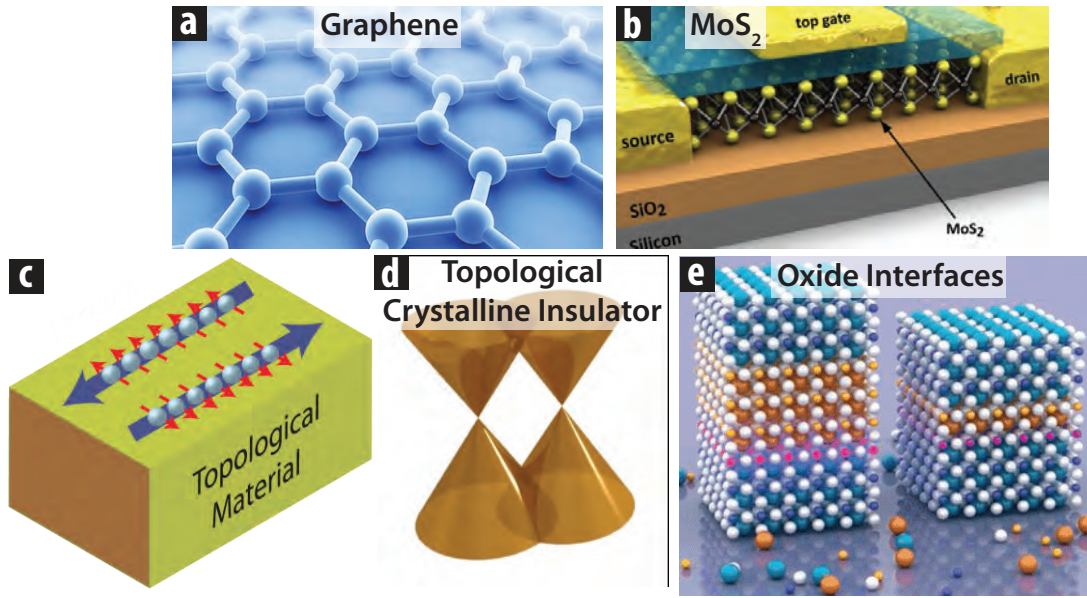 a
Graphene
b
MoS₂
top gate
drain
source
SiO₂
Silicon
MoS₂
c
Topological
Material
d
Topological
Crystalline Insulator
e
Oxide Interfaces